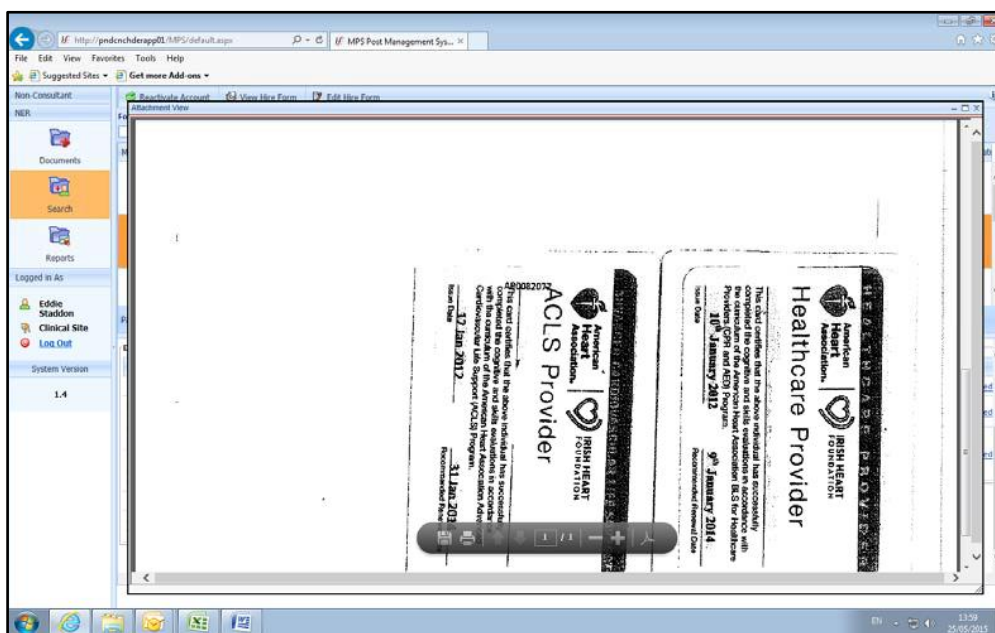 http://pndcnchderapp01/MPS/default.aspx
MPS Post Management Sys...
File Edit View Favorites Tools Help
Suggested Sites
Get more Add-ons
Non-Consultant
Reactivate Account
View Hire Form
Edit Hire Form
NER
Attachment View
Documents
Search
Reports
Logged in As
Eddie
Staddon
Clinical Site
Log Out
System Version
1.4
HEALTHCARE PROVIDER
American
Heart
Association
IRISH HEART
FOUNDATION
Healthcare Provider
This card certifies that the above individual has successfully
completed the cognitive and skills evaluations in accordance with
the curriculum of the American Heart Association BLS for Healthcare
Providers (CPR and AED) Program.
10th January 2012
9th January 2014
Issue Date
Recommended Renewal Date
American
Heart
Association
IRISH HEART
FOUNDATION
ACLS Provider
This card certifies that the above individual has successfully
completed the cognitive and skills evaluations in accordance
with the curriculum of the American Heart Association
Cardiovascular Life Support (ACLS) Program.
12 Jan 2012
31 Jan
Issue Date
Recommended
1 / 1
EN
13:59
25/05/2015